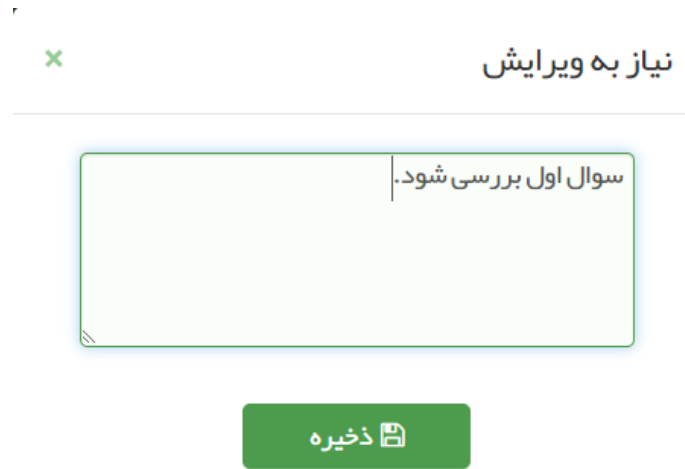 نیاز به ویرایش
سوال اول بررسی شود.
ذخیره